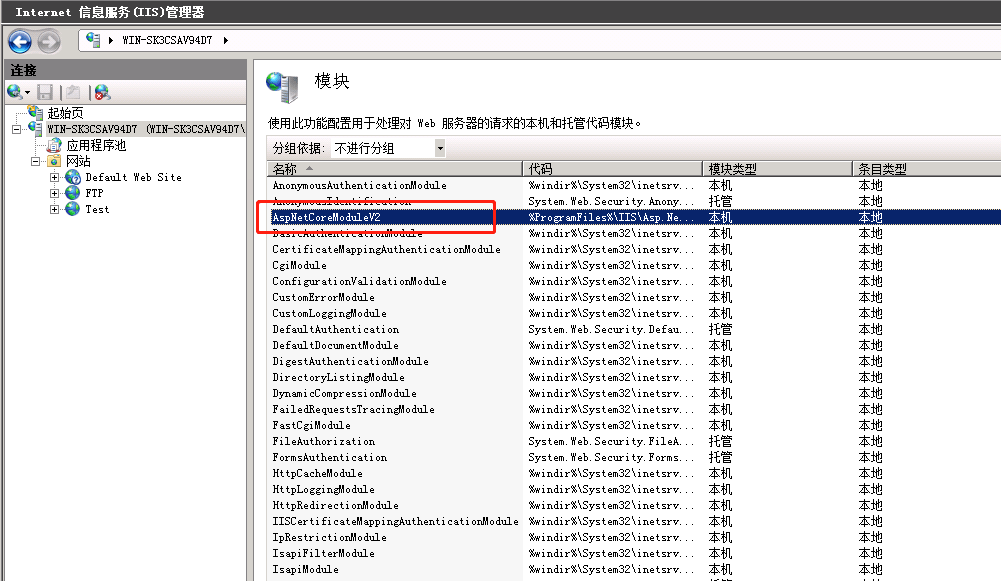 Internet 信息服务(IIS)管理器
WIN-SK3CSAV94D7
连接
起始页
WIN-SK3CSAV94D7 (WIN-SK3CSAV94D7\
应用程序池
网站
Default Web Site
FTP
Test
模块
使用此功能配置用于处理对 Web 服务器的请求的本机和托管代码模块。
分组依据: 不进行分组
名称 代码 模块类型 条目类型
AnonymousAuthenticationModule %windir%\System32\inetsrv... 本机 本地
AnonymousIdentification System.Web.Security.Anony... 托管 本地
AspNetCoreModuleV2 %ProgramFiles%\IIS\Asp.Ne... 本机 本地
BasicAuthenticationModule %windir%\System32\inetsrv... 本机 本地
CertificateMappingAuthenticationModule %windir%\System32\inetsrv... 本机 本地
CgiModule %windir%\System32\inetsrv... 本机 本地
ConfigurationValidationModule %windir%\System32\inetsrv... 本机 本地
CustomErrorModule %windir%\System32\inetsrv... 本机 本地
CustomLoggingModule %windir%\System32\inetsrv... 本机 本地
DefaultAuthentication System.Web.Security.Defau... 托管 本地
DefaultDocumentModule %windir%\System32\inetsrv... 本机 本地
DigestAuthenticationModule %windir%\System32\inetsrv... 本机 本地
DirectoryListingModule %windir%\System32\inetsrv... 本机 本地
DynamicCompressionModule %windir%\System32\inetsrv... 本机 本地
FailedRequestsTracingModule %windir%\System32\inetsrv... 本机 本地
FastCgiModule %windir%\System32\inetsrv... 本机 本地
FileAuthorization System.Web.Security.FileA... 托管 本地
FormsAuthentication System.Web.Security.Forms... 托管 本地
HttpCacheModule %windir%\System32\inetsrv... 本机 本地
HttpLoggingModule %windir%\System32\inetsrv... 本机 本地
HttpRedirectionModule %windir%\System32\inetsrv... 本机 本地
IISCertificateMappingAuthenticationModule %windir%\System32\inetsrv... 本机 本地
IpRestrictionModule %windir%\System32\inetsrv... 本机 本地
IsapiFilterModule %windir%\System32\inetsrv... 本机 本地
IsapiModule %windir%\System32\inetsrv... 本机 本地